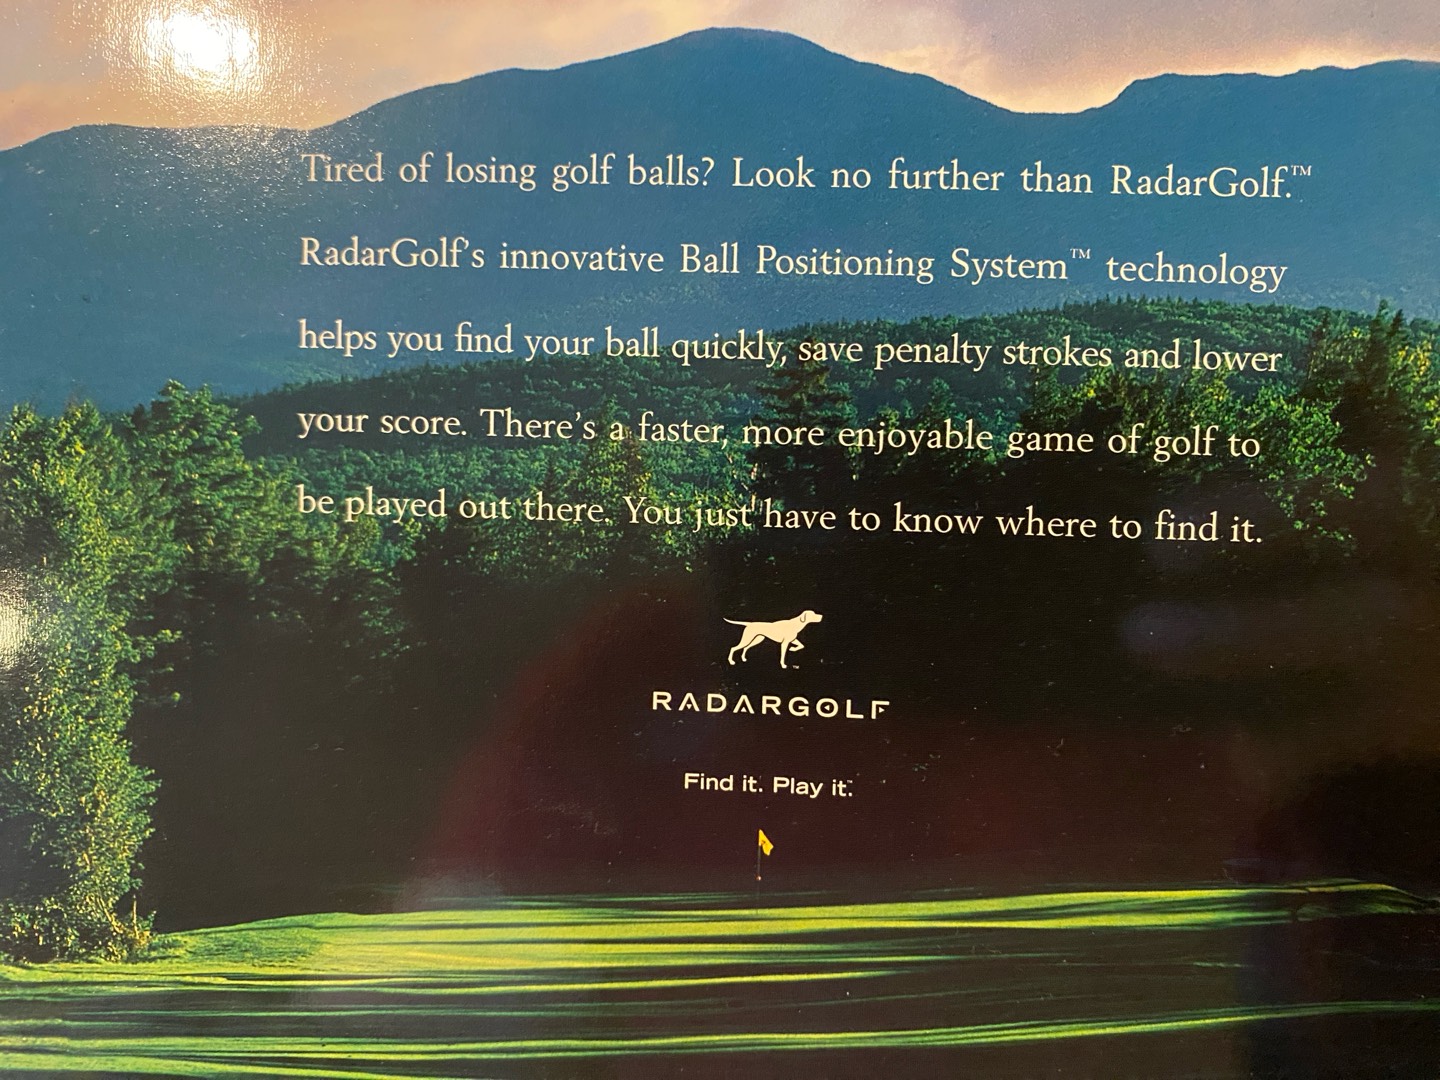 Tired of losing golf balls? Look no further than RadarGolf.™
RadarGolf's innovative Ball Positioning System™ technology
helps you find your ball quickly, save penalty strokes and lower
your score. There's a faster, more enjoyable game of golf to
be played out there. You just have to know where to find it.
RADARGOLF
Find it. Play it.™